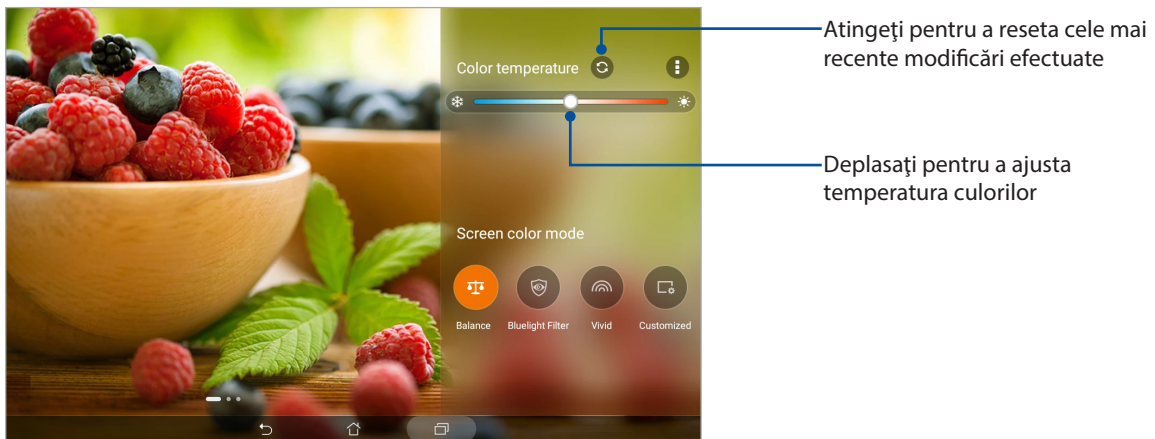 Atingeţi pentru a reseta cele mai
recente modificări efectuate
Color temperature
Deplasaţi pentru a ajusta
temperatura culorilor
Screen color mode
Balance
Bluelight Filter
Vivid
Customized